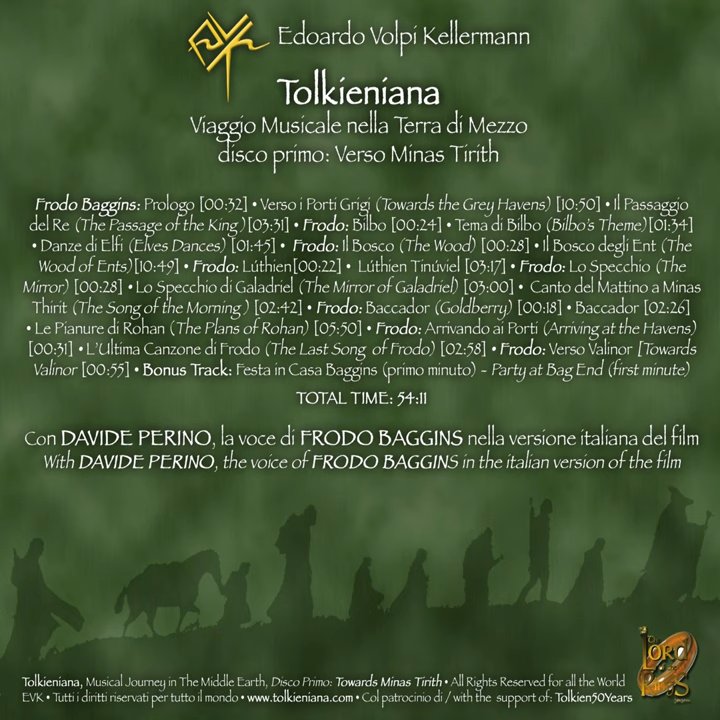 Edoardo Volpi Kellermann
Tolkieniana
Viaggio Musicale nella Terra di Mezzo
disco primo: Verso Minas Tirith
Frodo Baggins: Prologo [00:32] • Verso i Porti Grigi (Towards the Grey Havens) [10:50] • Il Passaggio
del Re (The Passage of the King )[03:31] • Frodo: Bilbo [00:24] • Tema di Bilbo (Bilbo's Theme)[01:34]
• Danze di Elfi (Elves Dances) [01:45] • Frodo: Il Bosco (The Wood) [00:28] • Il Bosco degli Ent (The
Wood of Ents)[10:49] • Frodo: Lúthien[00:22] • Lúthien Tinúviel [03:17] • Frodo: Lo Specchio (The
Mirror) [00:28] • Lo Specchio di Galadriel (The Mirror of Galadriel) [03:00] • Canto del Mattino a Minas
Thirit (The Song of the Morning ) [02:42] • Frodo: Baccador (Goldberry) [00:18] • Baccador [02:26]
• Le Pianure di Rohan (The Plans of Rohan) [05:50] • Frodo: Arrivando ai Porti (Arriving at the Havens)
[00:31] • L'Ultima Canzone di Frodo (The Last Song of Frodo) [02:58] • Frodo: Verso Valinor [Towards
Valinor [00:55] • Bonus Track: Festa in Casa Baggins (primo minuto) - Party at Bag End (first minute)
TOTAL TIME: 54:11
Con DAVIDE PERINO, la voce di FRODO BAGGINS nella versione italiana del film
With DAVIDE PERINO, the voice of FRODO BAGGINS in the italian version of the film
The
LORD
of the
RINGS
Tolkieniana, Musical Journey in The Middle Earth, Disco Primo: Towards Minas Tirith • All Rights Reserved for all the World
EVK • Tutti i diritti riservati per tutto il mondo • www.tolkieniana.com • Col patrocinio di / with the support of: Tolkien50Years